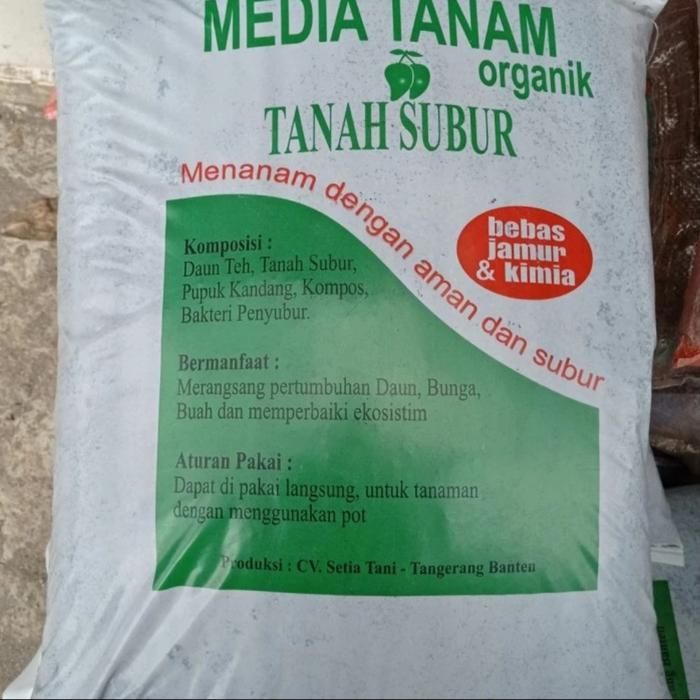 MEDIA TANAM
organik
TANAH SUBUR
Menanam dengan aman dan subur
bebas
jamur
& kimia
Komposisi :
Daun Teh, Tanah Subur,
Pupuk Kandang, Kompos,
Bakteri Penyubur.
Bermanfaat :
Merangsang pertumbuhan Daun, Bunga,
Buah dan memperbaiki ekosistim
Aturan Pakai :
Dapat di pakai langsung, untuk tanaman
dengan menggunakan pot
Produksi : CV. Setia Tani - Tangerang Banten
Banten